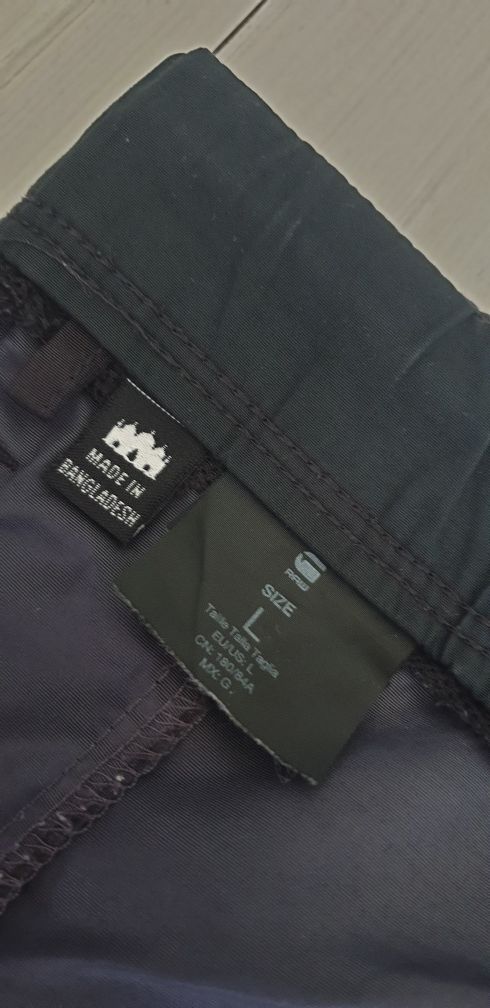 MADE IN
BANGLADESH
RAW
SIZE
L
Taille Talla Taglia
EU/US: L
CN: 180/84A
MX: G